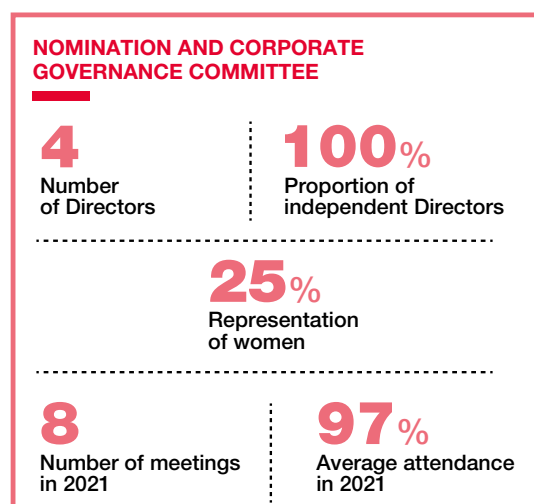 NOMINATION AND CORPORATE
GOVERNANCE COMMITTEE
4
Number
of Directors
100%
Proportion of
independent Directors
25%
Representation
of women
8
Number of meetings
in 2021
97%
Average attendance
in 2021